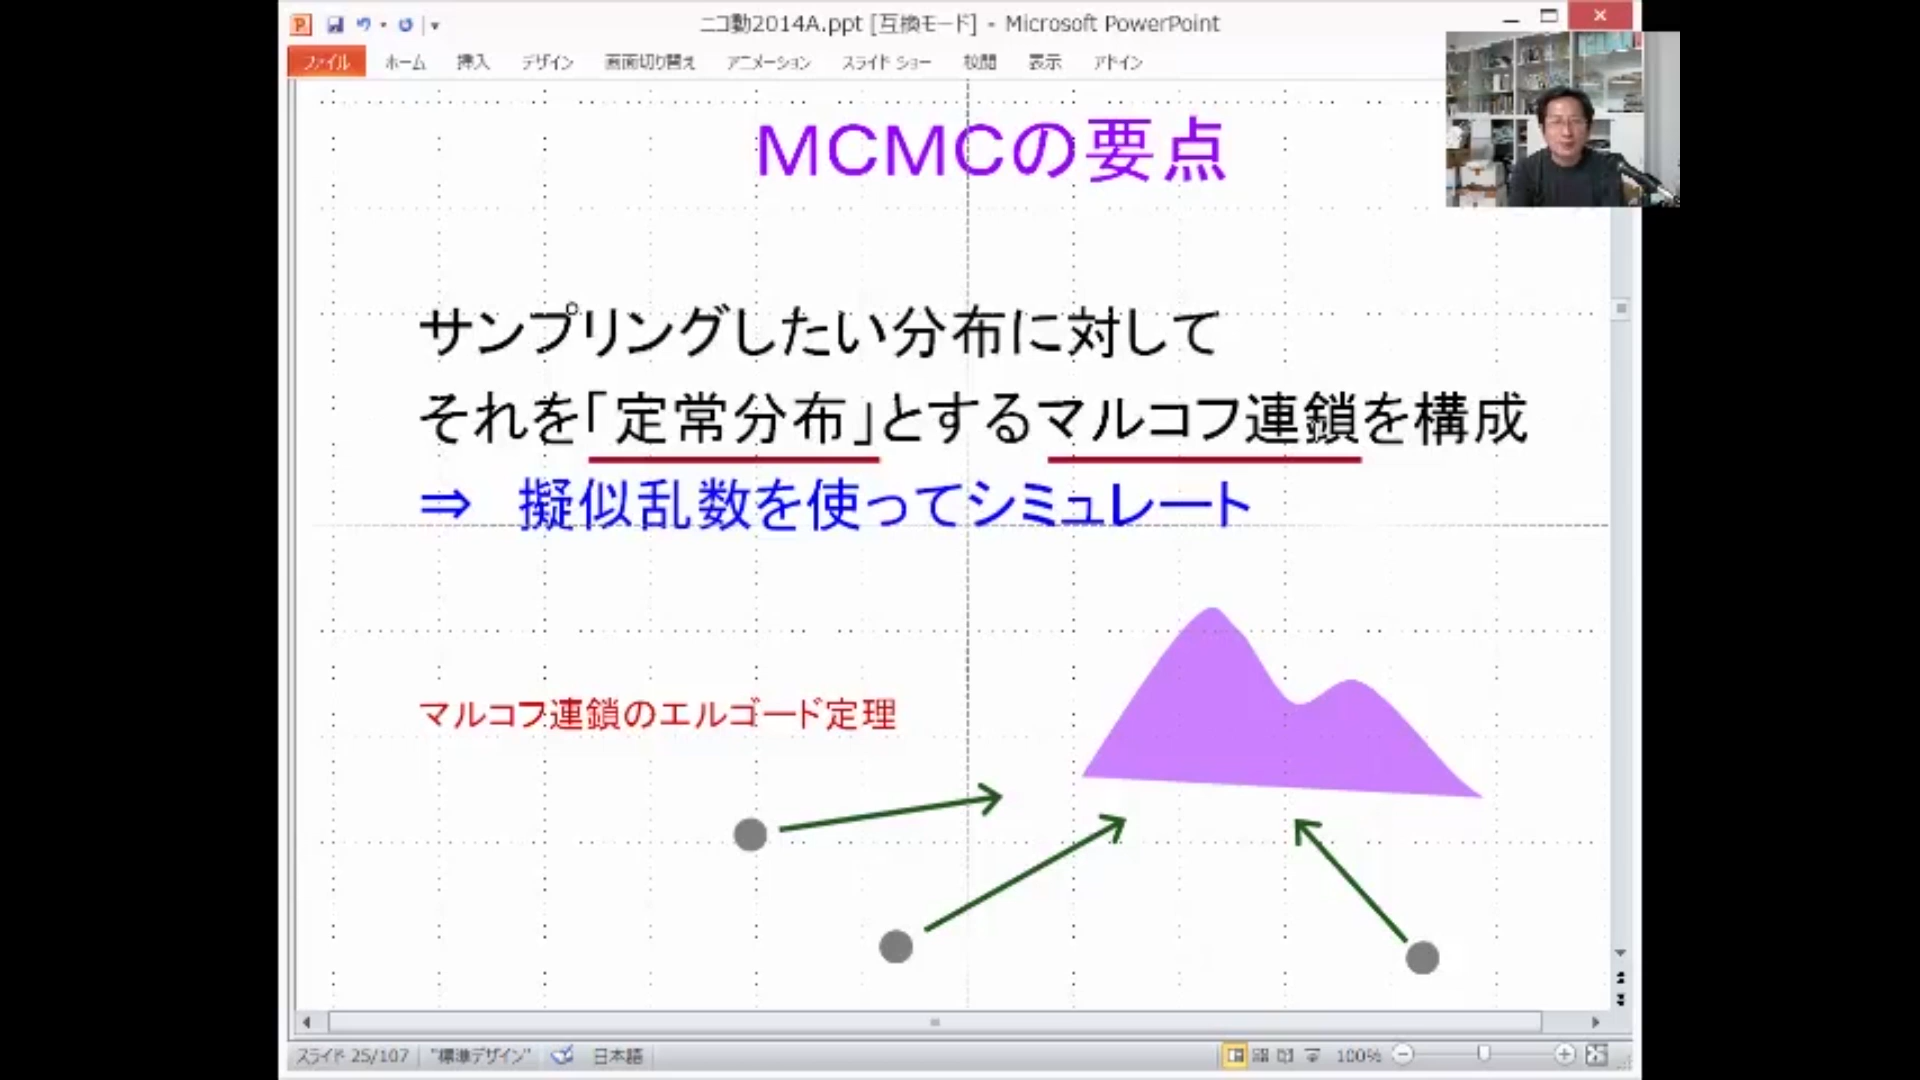 ニコ動2014A.ppt [互換モード] - Microsoft PowerPoint
ファイル ホーム 挿入 デザイン 画面切り替え アニメーション スライド ショー 校閲 表示 アドイン
MCMCの要点
サンプリングしたい分布に対して
それを「定常分布」とするマルコフ連鎖を構成
⇒ 擬似乱数を使ってシミュレート
マルコフ連鎖のエルゴード定理
スライド 25/107 "標準デザイン" 日本語 100%